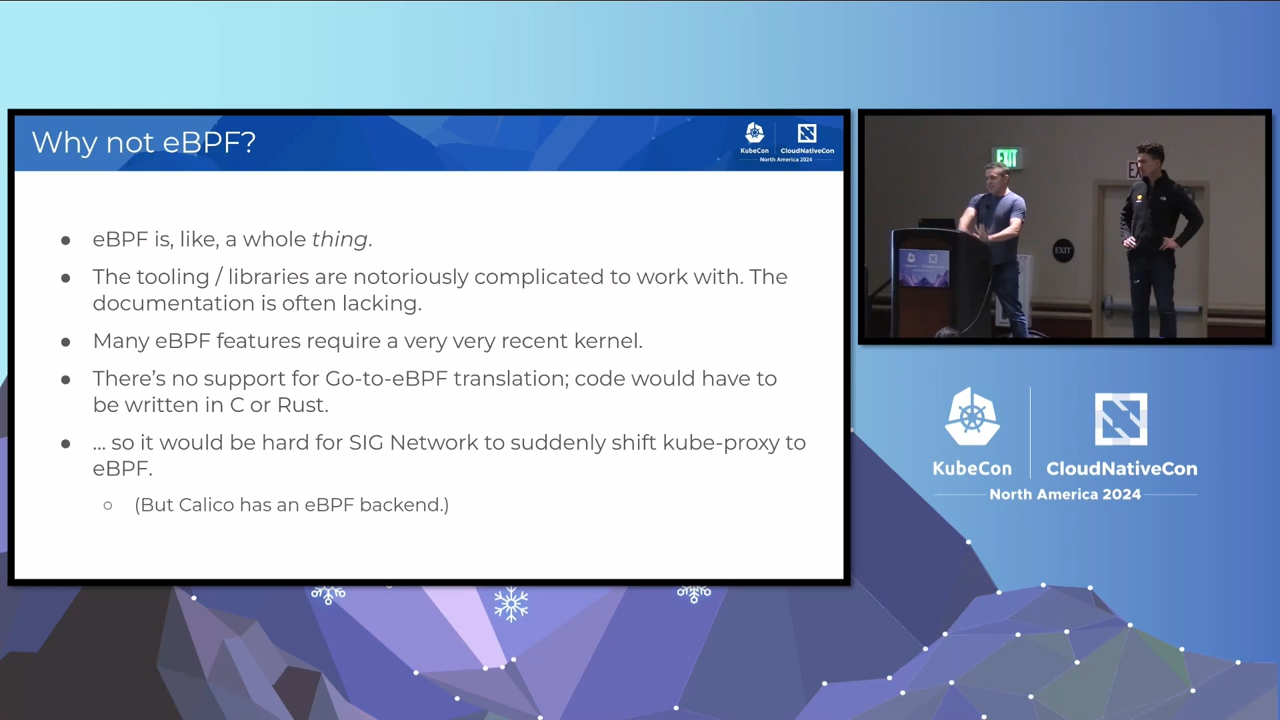 Why not eBPF?
KubeCon
CloudNativeCon
North America 2024
● eBPF is, like, a whole thing.
● The tooling / libraries are notoriously complicated to work with. The
documentation is often lacking.
● Many eBPF features require a very very recent kernel.
● There's no support for Go-to-eBPF translation; code would have to
be written in C or Rust.
● ... so it would be hard for SIG Network to suddenly shift kube-proxy to
eBPF.
○ (But Calico has an eBPF backend.)
EXIT
EXIT
KubeCon
CloudNativeCon
North America 2024